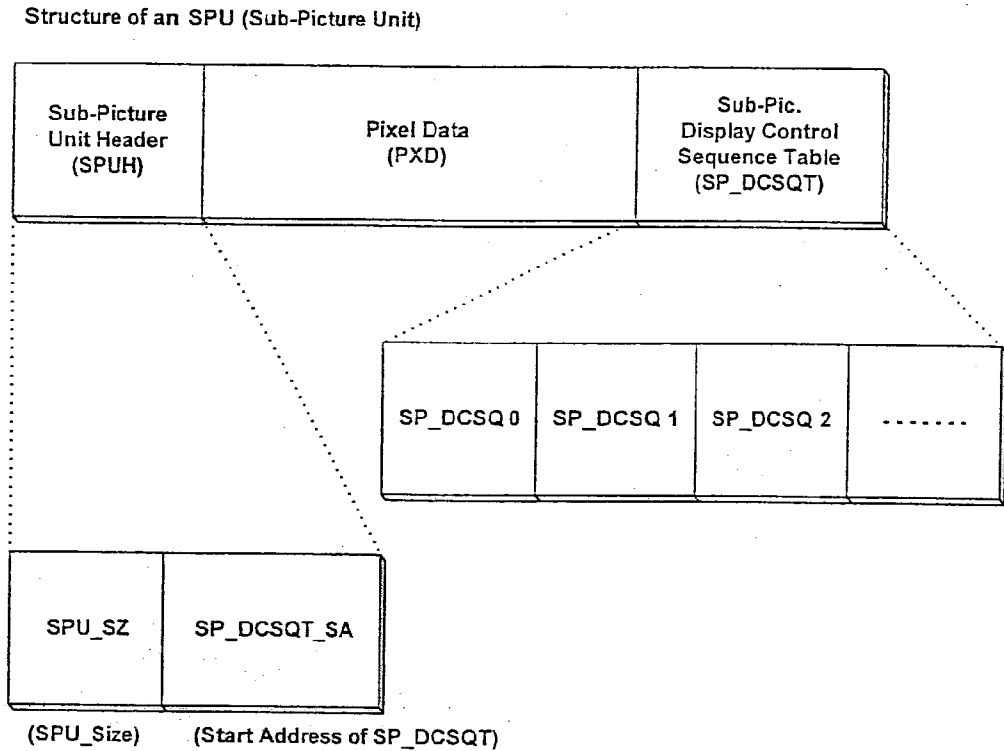 Structure of an SPU (Sub-Picture Unit)
Sub-Picture
Unit Header
(SPUH)
Pixel Data
(PXD)
Sub-Pic.
Display Control
Sequence Table
(SP_DCSQT)
SP_DCSQ 0
SP_DCSQ 1
SP_DCSQ 2
-------
SPU_SZ
SP_DCSQT_SA
(SPU_Size)
(Start Address of SP_DCSQT)